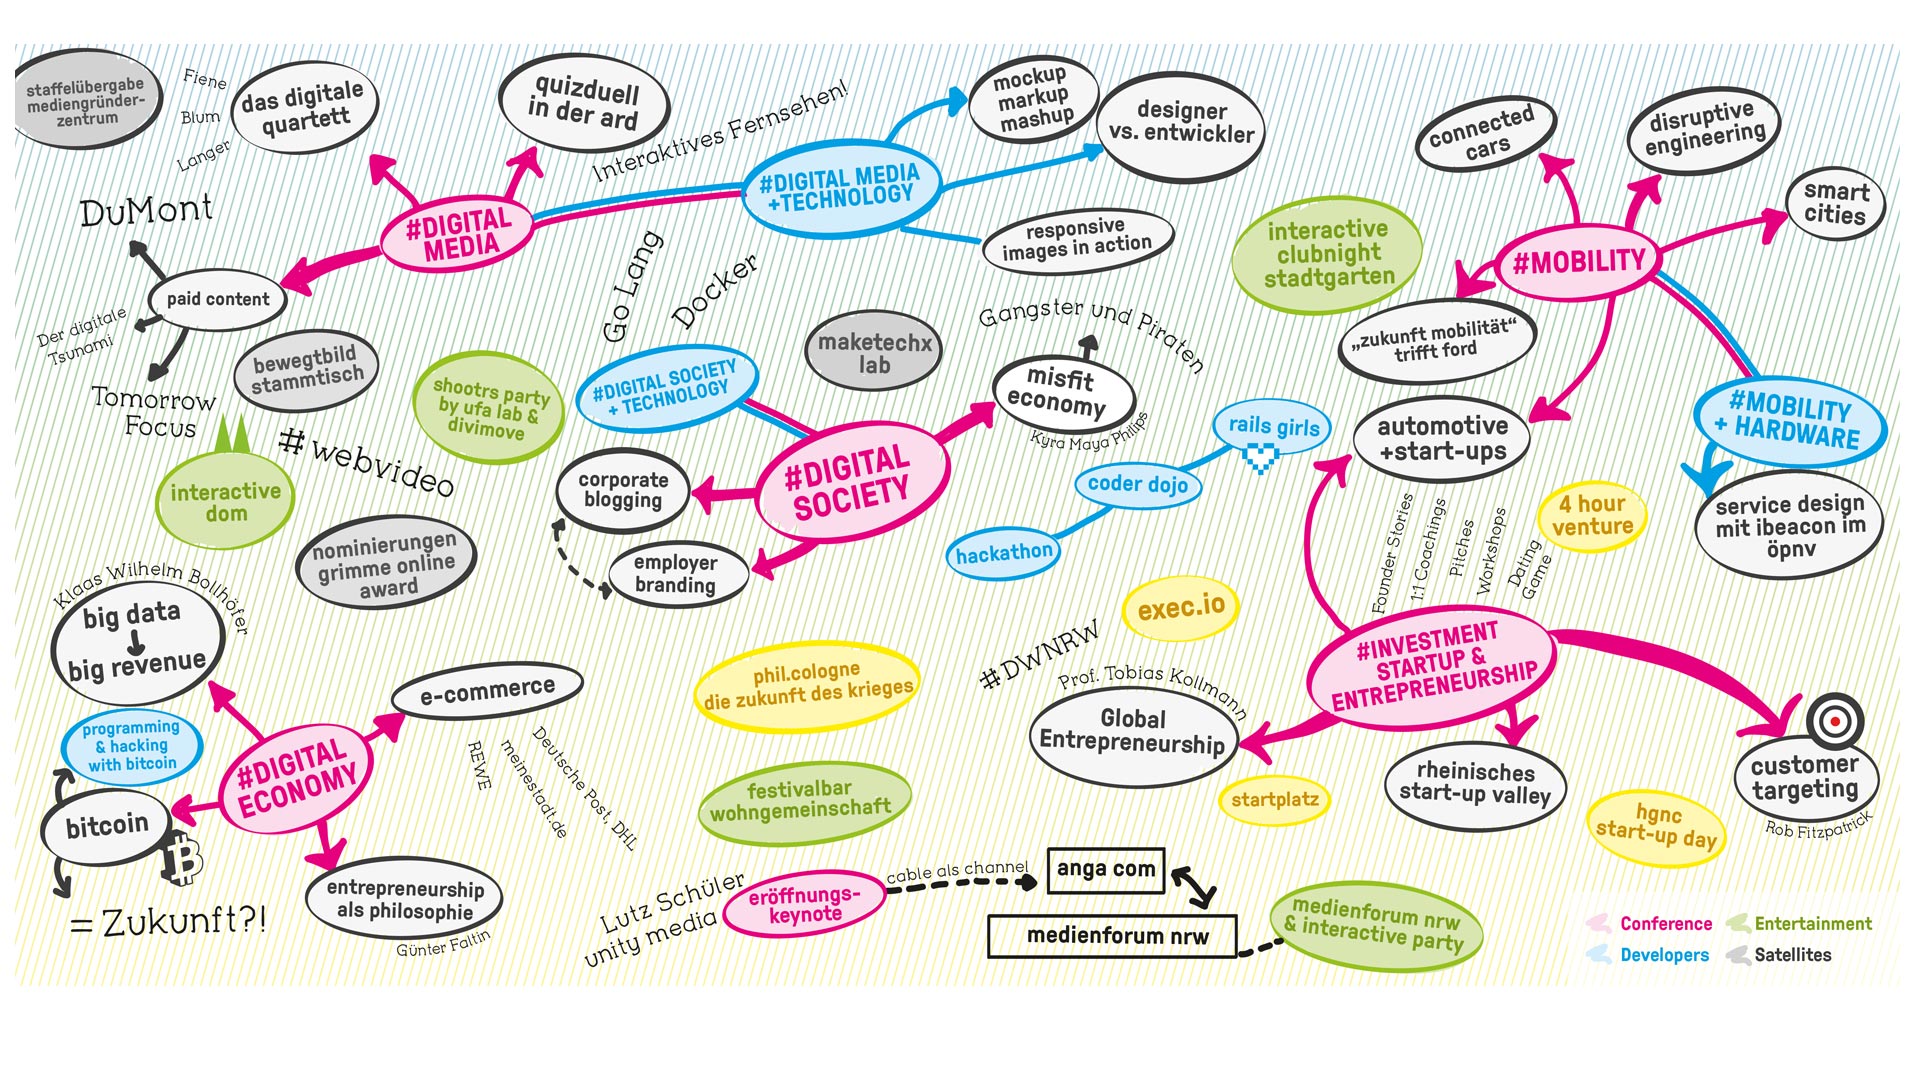 staffelübergabe
mediengründer-
zentrum
Fiene
Blum
Langer
das digitale
quartett
quizduell
in der ard
Interaktives Fernsehen!
#DIGITAL MEDIA
+TECHNOLOGY
mockup
markup
mashup
designer
vs. entwickler
responsive
images in action
#DIGITAL
MEDIA
DuMont
paid content
Der digitale
Tsunami
Tomorrow
Focus
bewegtbild
stammtisch
shootrs party
by ufa lab &
divimove
Go Lang
Docker
#DIGITAL SOCIETY
+ TECHNOLOGY
maketechx
lab
Gangster und Piraten
misfit
economy
Kyra Maya Philips
interactive
clubnight
stadtgarten
connected
cars
disruptive
engineering
smart
cities
#MOBILITY
„zukunft mobilität“
trifft ford
#MOBILITY
+ HARDWARE
automotive
+start-ups
service design
mit ibeacon im
öpnv
4 hour
venture
rails girls
coder dojo
hackathon
#DIGITAL
SOCIETY
corporate
blogging
employer
branding
#webvideo
interactive
dom
nominierungen
grimme online
award
Klaas Wilhelm Bollhöfer
big data
big revenue
programming
& hacking
with bitcoin
bitcoin
= Zukunft?!
#DIGITAL
ECONOMY
e-commerce
REWE
meinestadt.de
Deutsche Post, DHL
entrepreneurship
als philosophie
Günter Faltin
phil.cologne
die zukunft des krieges
festivalbar
wohngemeinschaft
exec.io
#DWNRW
Prof. Tobias Kollmann
Global
Entrepreneurship
startplatz
Founder Stories
1:1 Coachings
Pitches
Workshops
Dating
Game
#INVESTMENT
STARTUP &
ENTREPRENEURSHIP
rheinisches
start-up valley
hgnc
start-up day
customer
targeting
Rob Fitzpatrick
Lutz Schüler
unity media
eröffnungs-
keynote
cable als channel
anga com
medienforum nrw
medienforum nrw
& interactive party
Conference
Entertainment
Developers
Satellites